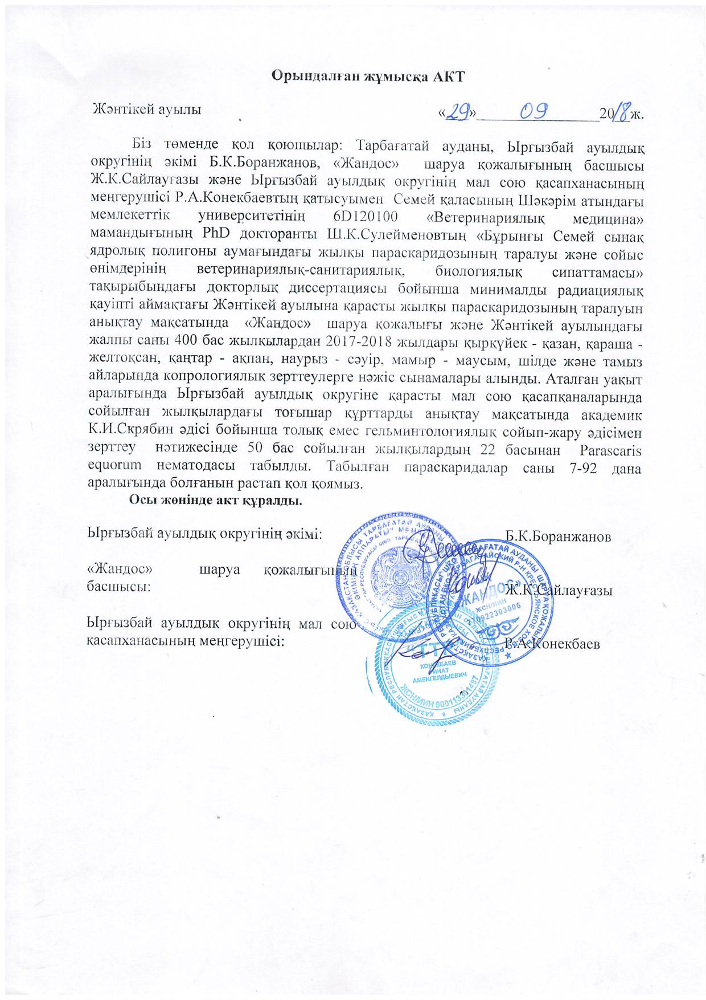 Орындалған жұмысқа АКТ
Жәнтікей ауылы «29» 09 2018 ж.
Біз төменде қол қоюшылар: Тарбағатай ауданы, Ырғызбай ауылдық
округінің әкімі Б.К.Боранжанов, «Жандос» шаруа қожалығының басшысы
Ж.К.Сайлауғазы және Ырғызбай ауылдық округінің мал сою қасапханасының
меңгерушісі Р.А.Конекбаевтың қатысуымен Семей қаласының Шәкәрім атындағы
мемлекеттік университетінің 6D120100 «Ветеринариялық медицина»
мамандығының PhD докторанты Ш.К.Сулейменовтың «Бұрынғы Семей сынақ
ядролық полигоны аумағындағы жылқы параскаридозының таралуы және сойыс
өнімдерінің ветеринариялық-санитариялық, биологиялық сипаттамасы»
тақырыбындағы докторлық диссертациясы бойынша минималды радиациялық
қауіпті аймақтағы Жәнтікей ауылына қарасты жылқы параскаридозының таралуын
анықтау мақсатында «Жандос» шаруа қожалығы және Жәнтікей ауылындағы
жалпы саны 400 бас жылқылардан 2017-2018 жылдары қыркүйек - қазан, қараша -
желтоқсан, қаңтар - ақпан, наурыз - сәуір, мамыр - маусым, шілде және тамыз
айларында копрологиялық зерттеулерге нәжіс сынамалары алынды. Аталған уақыт
аралығында Ырғызбай ауылдық округіне қарасты мал сою қасапқаналарында
сойылған жылқылардағы тоғышар құрттарды анықтау мақсатында академик
К.И.Скрябин әдісі бойынша толық емес гельминтологиялық сойып-жару әдісімен
зерттеу нәтижесінде 50 бас сойылған жылқылардың 22 басынан Parascaris
equorum нематодасы табылды. Табылған параскаридалар саны 7-92 дана
аралығында болғанын растап қол қоямыз.
Осы жөнінде акт құралды.
Ырғызбай ауылдық округінің әкімі: Б.К.Боранжанов
«Жандос» шаруа қожалығының
басшысы: Ж.К.Сайлауғазы
Ырғызбай ауылдық округінің мал сою
қасапханасының меңгерушісі: Р.А.Конекбаев
«ЖАНДОС»
ЖСН/ИИН
КОНЕКБАЕВ
РИНАТ
АМЕНГЕЛДЫЕВИЧ
ЖСН/ИИН 900113301487